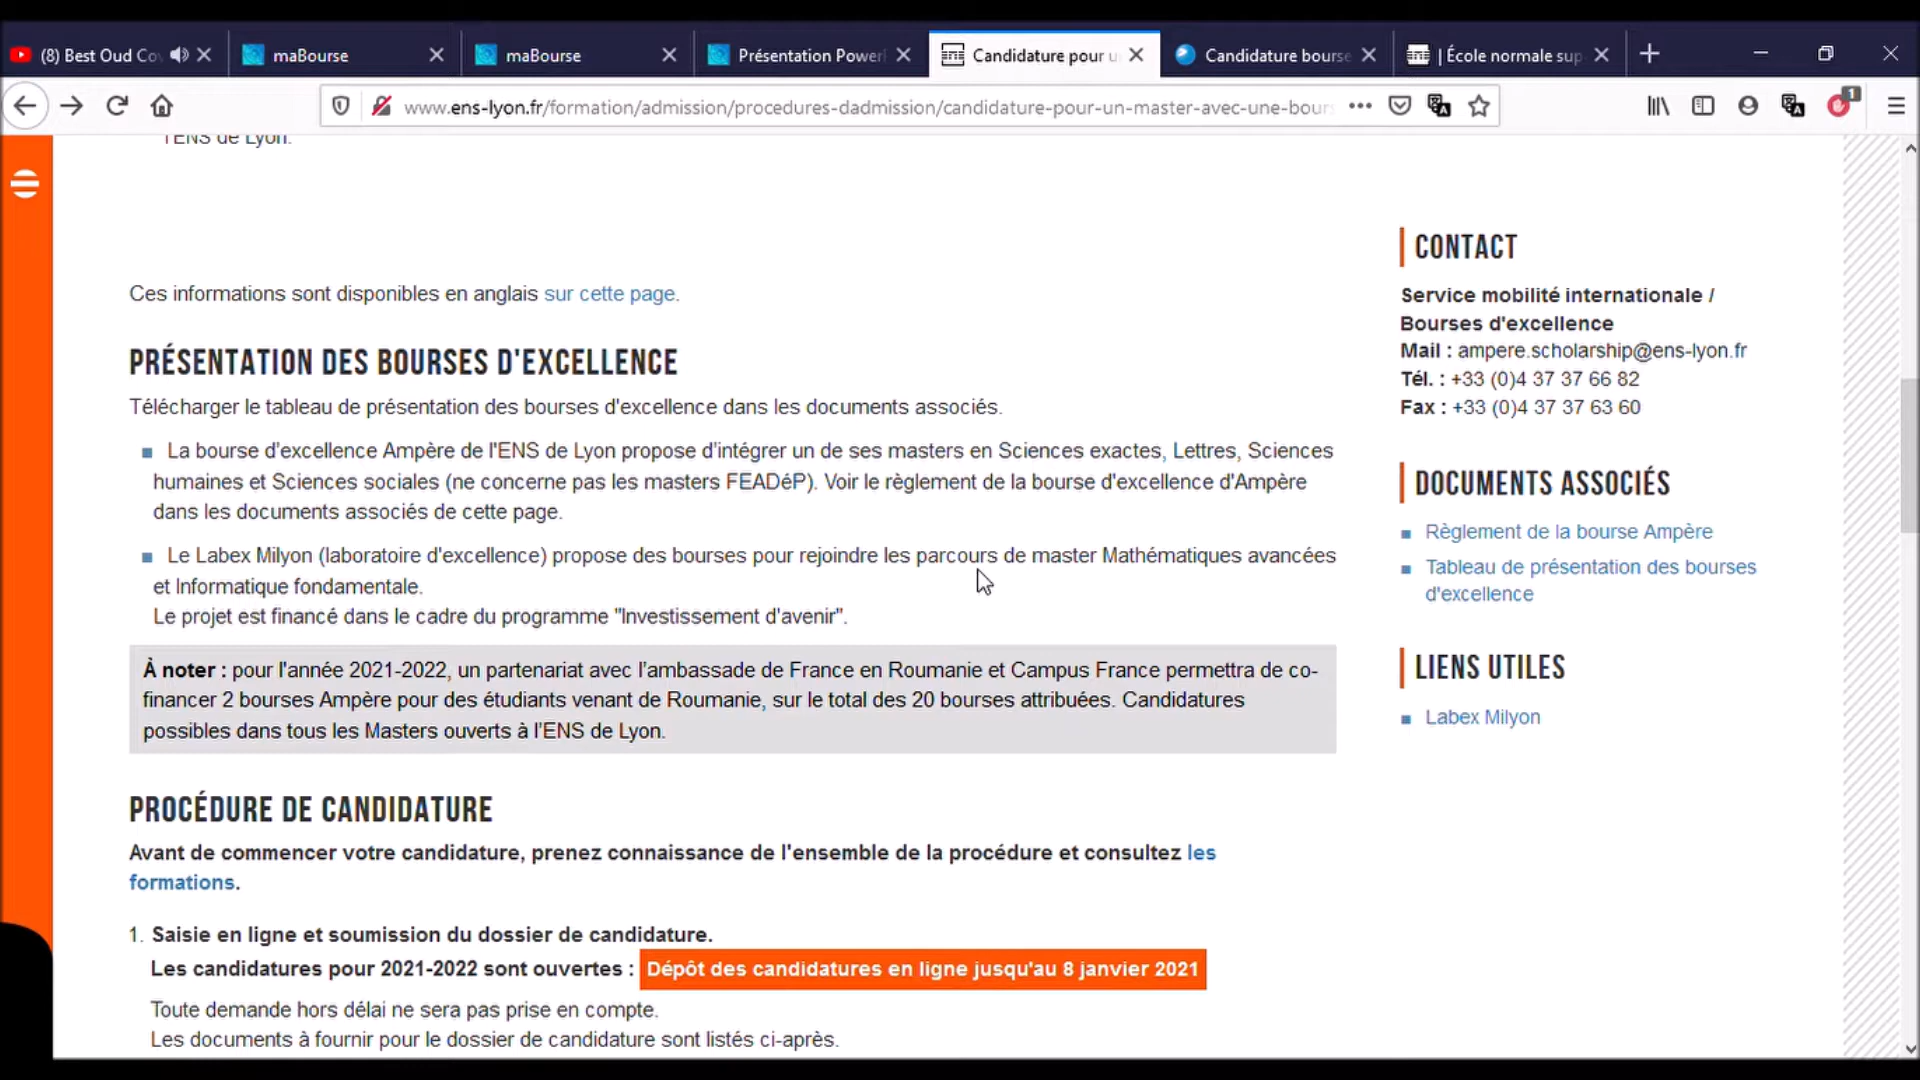 (8) Best Oud Co
maBourse
maBourse
Présentation Power
Candidature pour u
Candidature bourse
| École normale sup
www.ens-lyon.fr/formation/admission/procedures-dadmission/candidature-pour-un-master-avec-une-bour
1
l'ENS de Lyon.
Ces informations sont disponibles en anglais sur cette page.
PRÉSENTATION DES BOURSES D'EXCELLENCE
Télécharger le tableau de présentation des bourses d'excellence dans les documents associés.
La bourse d'excellence Ampère de l'ENS de Lyon propose d'intégrer un de ses masters en Sciences exactes, Lettres, Sciences
humaines et Sciences sociales (ne concerne pas les masters FEADéP). Voir le règlement de la bourse d'excellence d'Ampère
dans les documents associés de cette page.
Le Labex Milyon (laboratoire d'excellence) propose des bourses pour rejoindre les parcours de master Mathématiques avancées
et Informatique fondamentale.
Le projet est financé dans le cadre du programme "Investissement d'avenir".
À noter : pour l'année 2021-2022, un partenariat avec l'ambassade de France en Roumanie et Campus France permettra de co-
financer 2 bourses Ampère pour des étudiants venant de Roumanie, sur le total des 20 bourses attribuées. Candidatures
possibles dans tous les Masters ouverts à l'ENS de Lyon.
PROCÉDURE DE CANDIDATURE
Avant de commencer votre candidature, prenez connaissance de l'ensemble de la procédure et consultez les
formations.
1. Saisie en ligne et soumission du dossier de candidature.
Les candidatures pour 2021-2022 sont ouvertes : Dépôt des candidatures en ligne jusqu'au 8 janvier 2021
Toute demande hors délai ne sera pas prise en compte.
Les documents à fournir pour le dossier de candidature sont listés ci-après.
CONTACT
Service mobilité internationale /
Bourses d'excellence
Mail : ampere.scholarship@ens-lyon.fr
Tél. : +33 (0)4 37 37 66 82
Fax : +33 (0)4 37 37 63 60
DOCUMENTS ASSOCIÉS
Règlement de la bourse Ampère
Tableau de présentation des bourses
d'excellence
LIENS UTILES
Labex Milyon